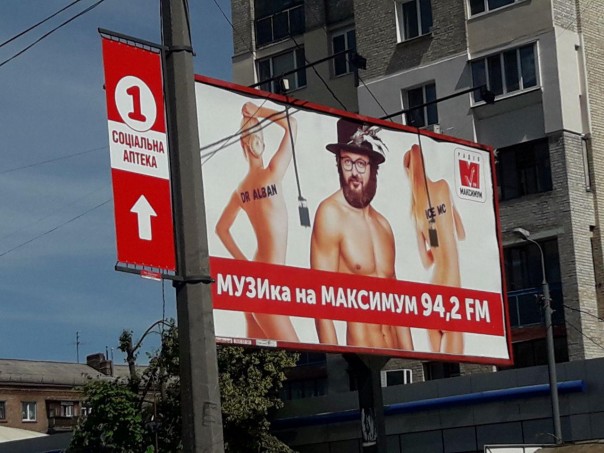 1
СОЦІАЛЬНА
АПТЕКА
DR ALBAN
ICE MC
РАДІО
М
МАКСИМУМ
МУЗИка на МАКСИМУМ 94,2 FM